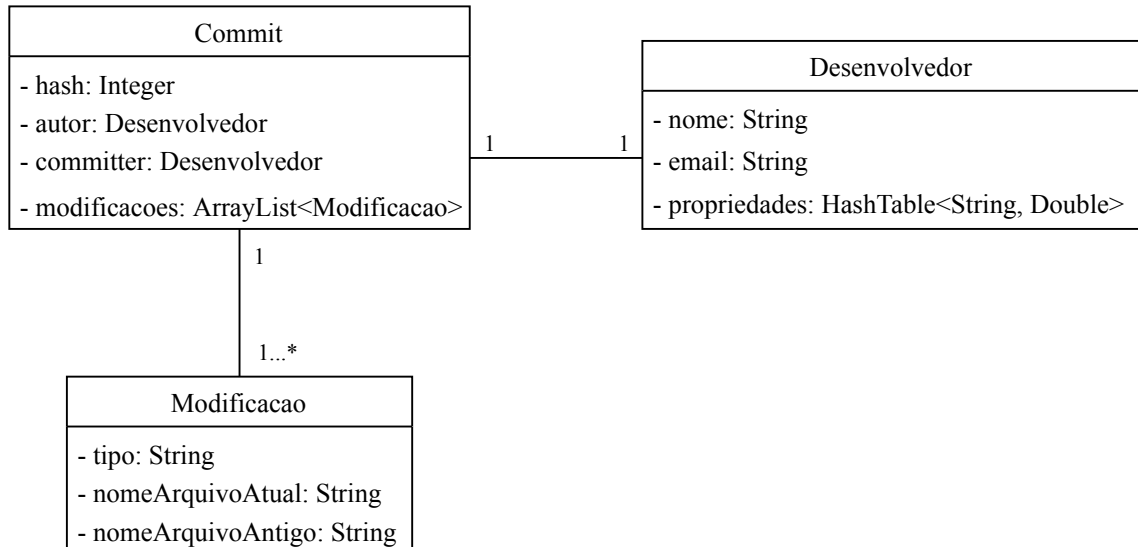 Commit
- hash: Integer
- autor: Desenvolvedor
- committer: Desenvolvedor
- modificacoes: ArrayList<Modificacao>
1
1
Desenvolvedor
- nome: String
- email: String
- propriedades: HashTable<String, Double>
1
1...*
Modificacao
- tipo: String
- nomeArquivoAtual: String
- nomeArquivoAntigo: String